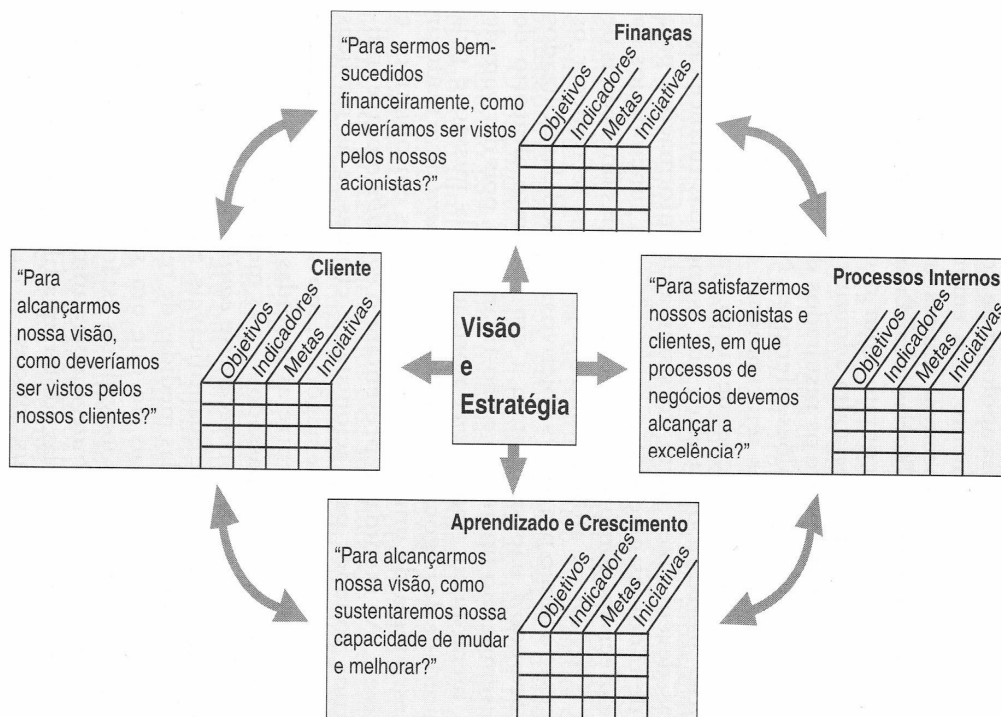 Finanças
“Para sermos bem-
sucedidos
financeiramente, como
deveríamos ser vistos
pelos nossos
acionistas?”
Objetivos
Indicadores
Metas
Iniciativas
Cliente
“Para
alcançarmos
nossa visão,
como deveríamos
ser vistos pelos
nossos clientes?”
Objetivos
Indicadores
Metas
Iniciativas
Visão
e
Estratégia
Processos Internos
“Para satisfazermos
nossos acionistas e
clientes, em que
processos de
negócios devemos
alcançar a
excelência?”
Objetivos
Indicadores
Metas
Iniciativas
Aprendizado e Crescimento
“Para alcançarmos
nossa visão, como
sustentaremos nossa
capacidade de mudar
e melhorar?”
Objetivos
Indicadores
Metas
Iniciativas